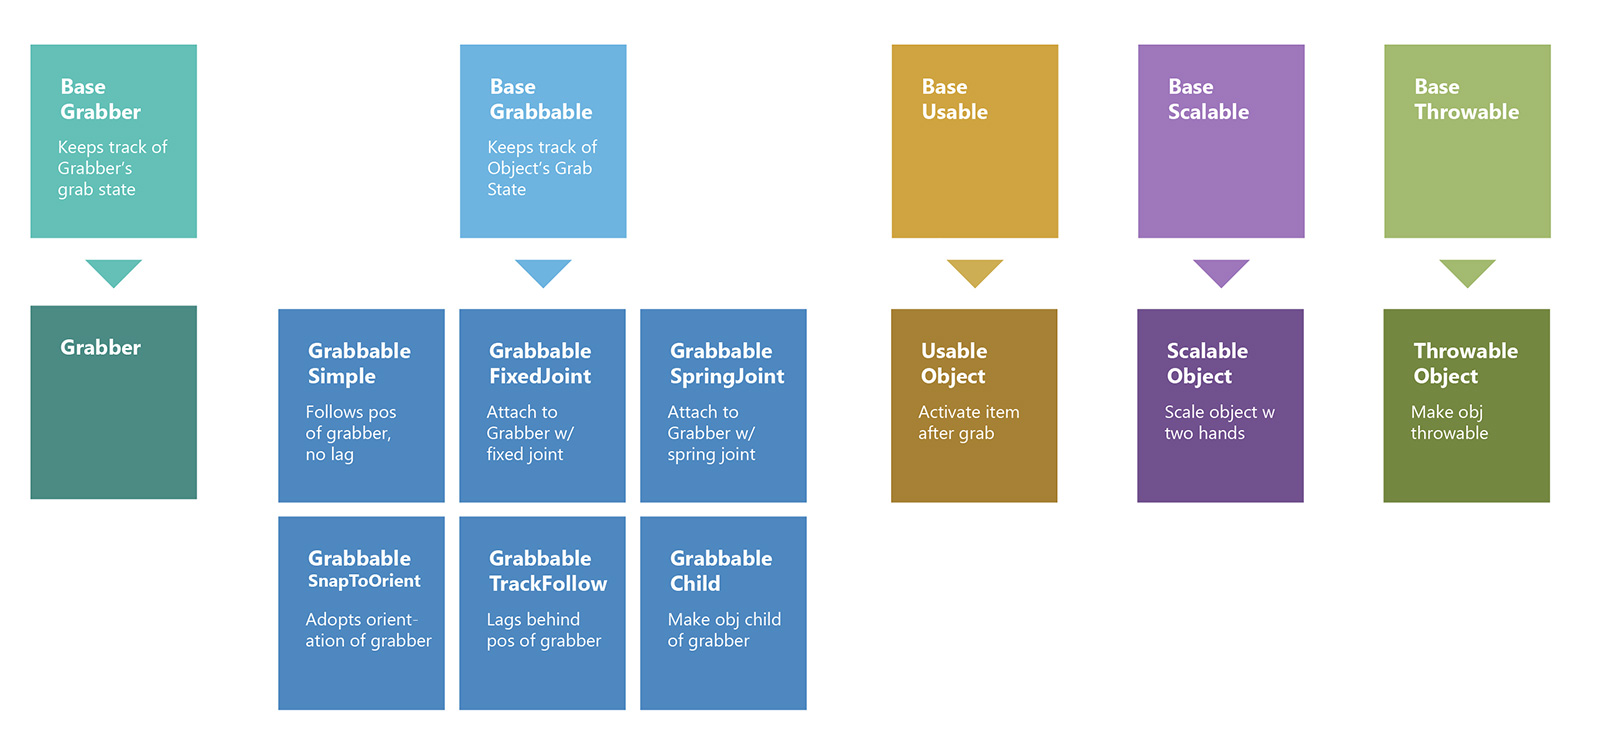 Base
Grabber
Keeps track of
Grabber's
grab state
Base
Grabbable
Keeps track of
Object's Grab
State
Base
Usable
Base
Scalable
Base
Throwable
Grabber
Grabbable
Simple
Follows pos
of grabber,
no lag
Grabbable
FixedJoint
Attach to
Grabber w/
fixed joint
Grabbable
SpringJoint
Attach to
Grabber w/
spring joint
Usable
Object
Activate item
after grab
Scalable
Object
Scale object w
two hands
Throwable
Object
Make obj
throwable
Grabbable
SnapToOrient
Adopts orient-
ation of grabber
Grabbable
TrackFollow
Lags behind
pos of grabber
Grabbable
Child
Make obj child
of grabber